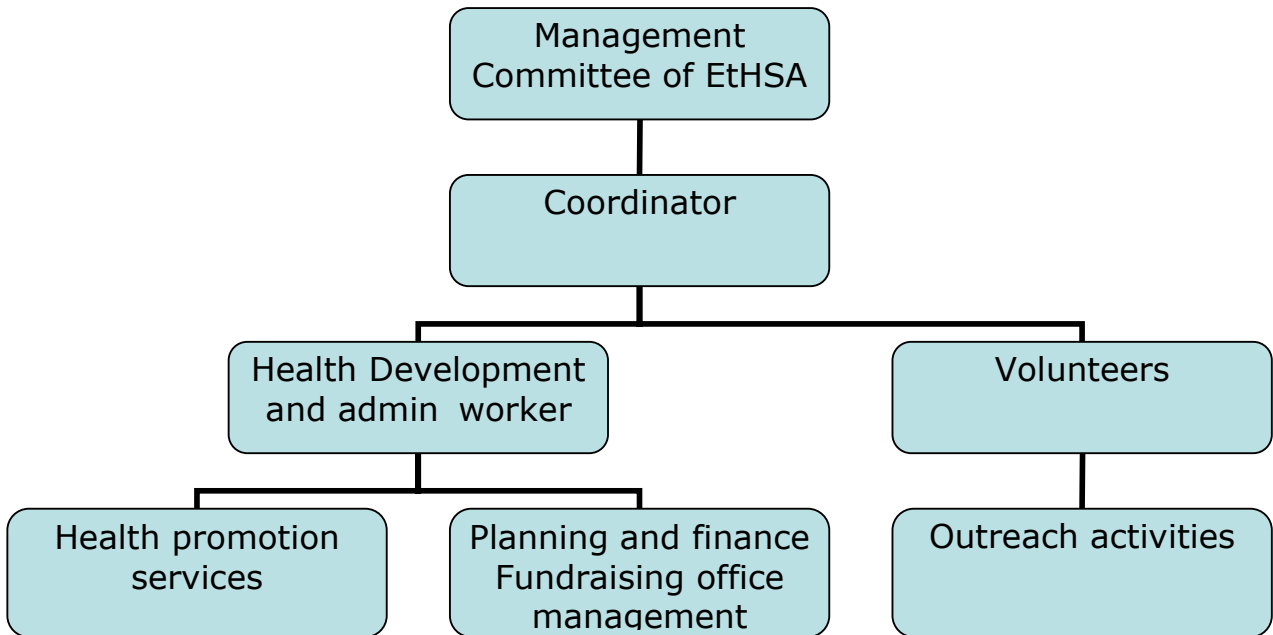 Management
Committee of EtHSA
Coordinator
Health Development
and admin worker
Volunteers
Health promotion
services
Planning and finance
Fundraising office
management
Outreach activities